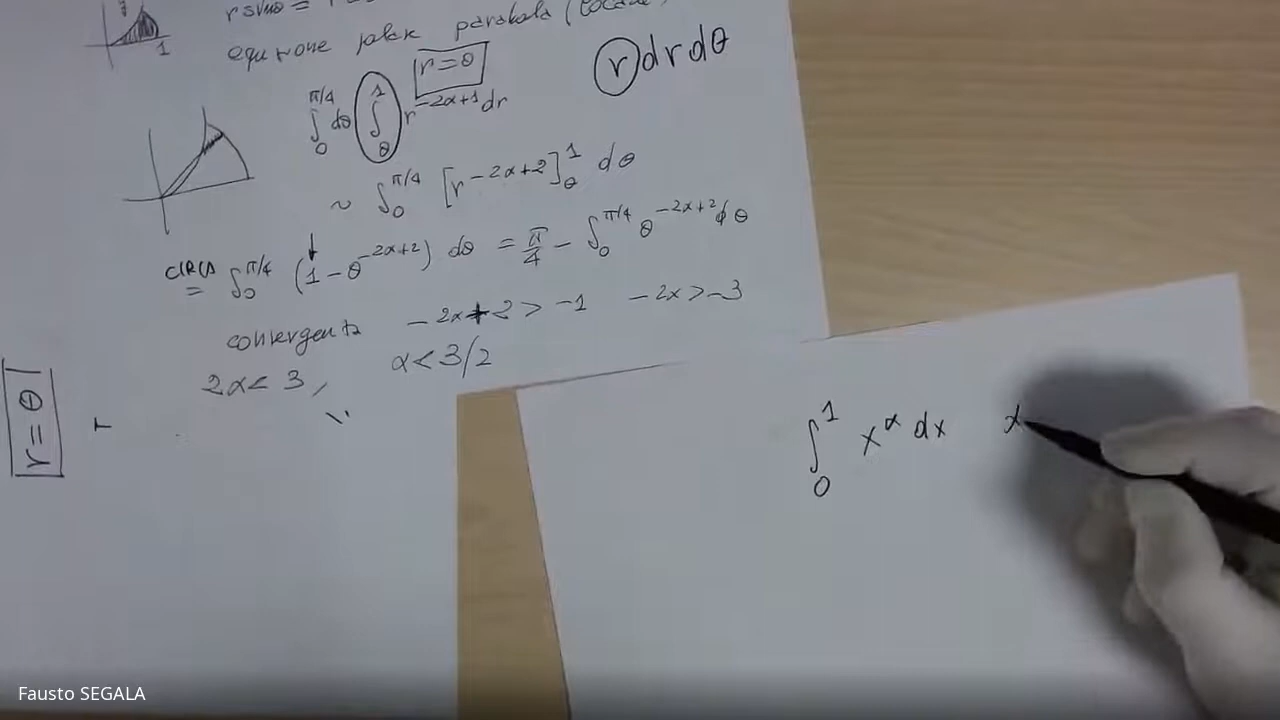 1
equazione polare parabola (locale
r = θ
r dr dθ
∫₀^{π/4} dθ ∫_θ^1 r^{-2α+1} dr
~ ∫₀^{π/4} [r^{-2α+2}]_θ^1 dθ
CIRCA = ∫₀^{π/4} (1 - θ^{-2α+2}) dθ = π/4 - ∫₀^{π/4} θ^{-2α+2} dθ
convergente -2α+2 > -1 -2α > -3
2α < 3, α < 3/2
r = θ
∫₀^1 x^α dx
Fausto SEGALA